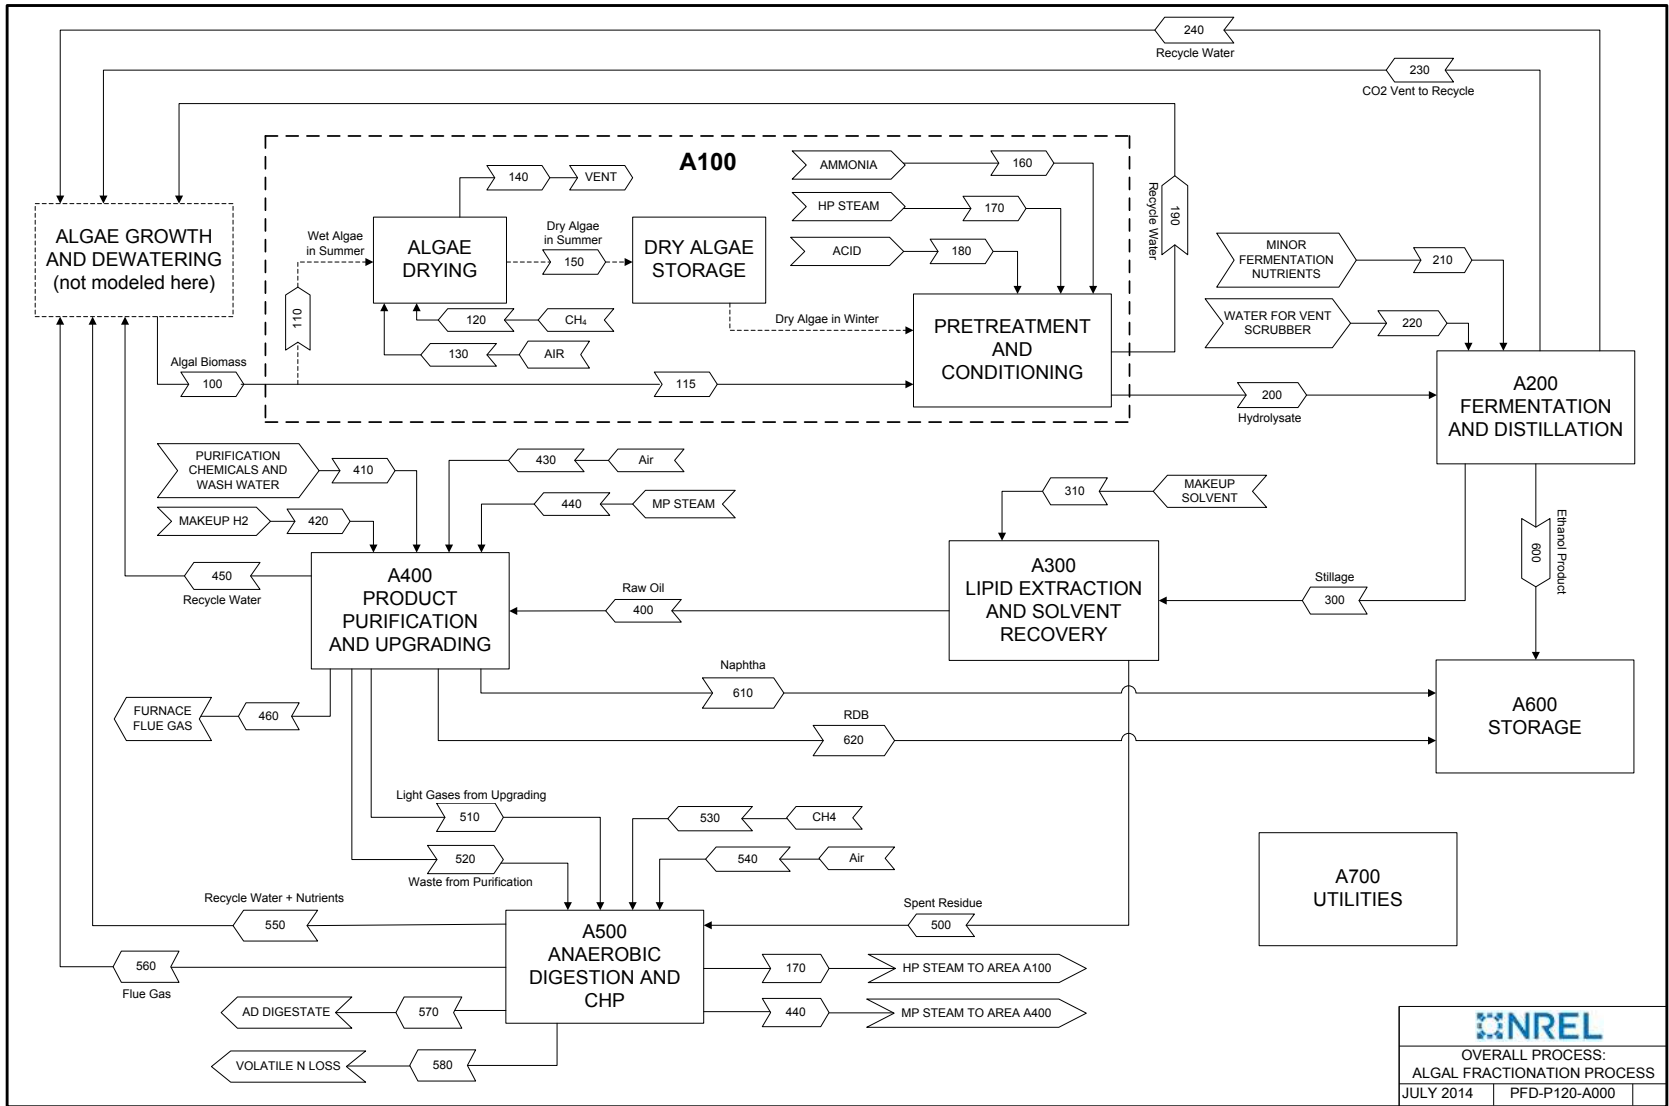 240
Recycle Water
230
CO2 Vent to Recycle
A100
140
VENT
AMMONIA
160
HP STEAM
170
ACID
180
190
Recycle Water
ALGAE GROWTH
AND DEWATERING
(not modeled here)
Wet Algae
in Summer
110
ALGAE
DRYING
Dry Algae
in Summer
150
DRY ALGAE
STORAGE
120
CH₄
130
AIR
Dry Algae in Winter
PRETREATMENT
AND
CONDITIONING
MINOR
FERMENTATION
NUTRIENTS
210
WATER FOR VENT
SCRUBBER
220
Algal Biomass
100
115
200
Hydrolysate
A200
FERMENTATION
AND DISTILLATION
PURIFICATION
CHEMICALS AND
WASH WATER
410
430
Air
MAKEUP H2
420
440
MP STEAM
310
MAKEUP
SOLVENT
600
Ethanol Product
450
Recycle Water
A400
PRODUCT
PURIFICATION
AND UPGRADING
Raw Oil
400
A300
LIPID EXTRACTION
AND SOLVENT
RECOVERY
Stillage
300
Naphtha
610
RDB
620
A600
STORAGE
FURNACE
FLUE GAS
460
Light Gases from Upgrading
510
530
CH4
520
Waste from Purification
540
Air
A700
UTILITIES
Recycle Water + Nutrients
550
A500
ANAEROBIC
DIGESTION AND
CHP
Spent Residue
500
560
Flue Gas
170
HP STEAM TO AREA A100
AD DIGESTATE
570
440
MP STEAM TO AREA A400
VOLATILE N LOSS
580
NREL
OVERALL PROCESS:
ALGAL FRACTIONATION PROCESS
JULY 2014
PFD-P120-A000